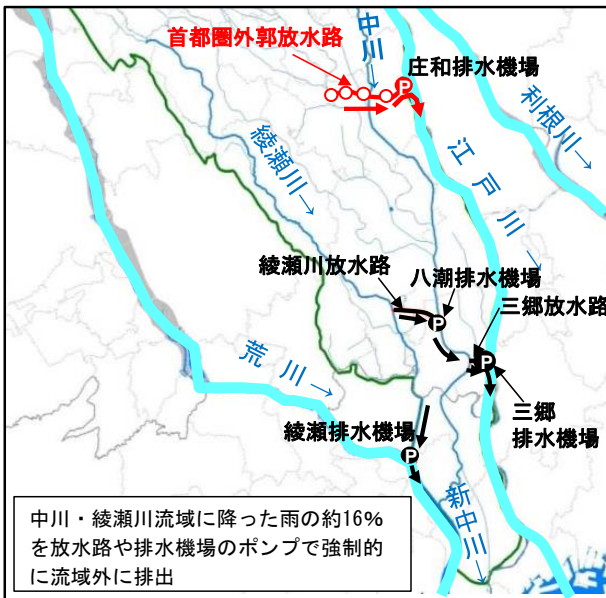 首都圏外郭放水路
中川→
庄和排水機場
利根川→
綾瀬川→
江戸川→
綾瀬川放水路
八潮排水機場
三郷放水路
荒川→
三郷
排水機場
綾瀬排水機場
新中川→
P
P
P
P
中川・綾瀬川流域に降った雨の約16%
を放水路や排水機場のポンプで強制的
に流域外に排出